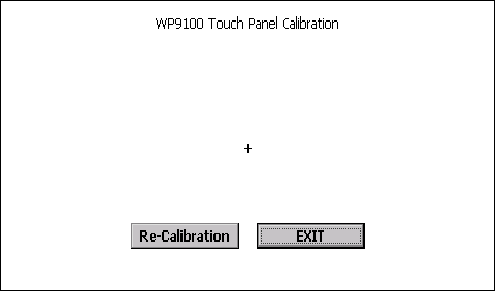 WP9100 Touch Panel Calibration
+
Re-Calibration
EXIT